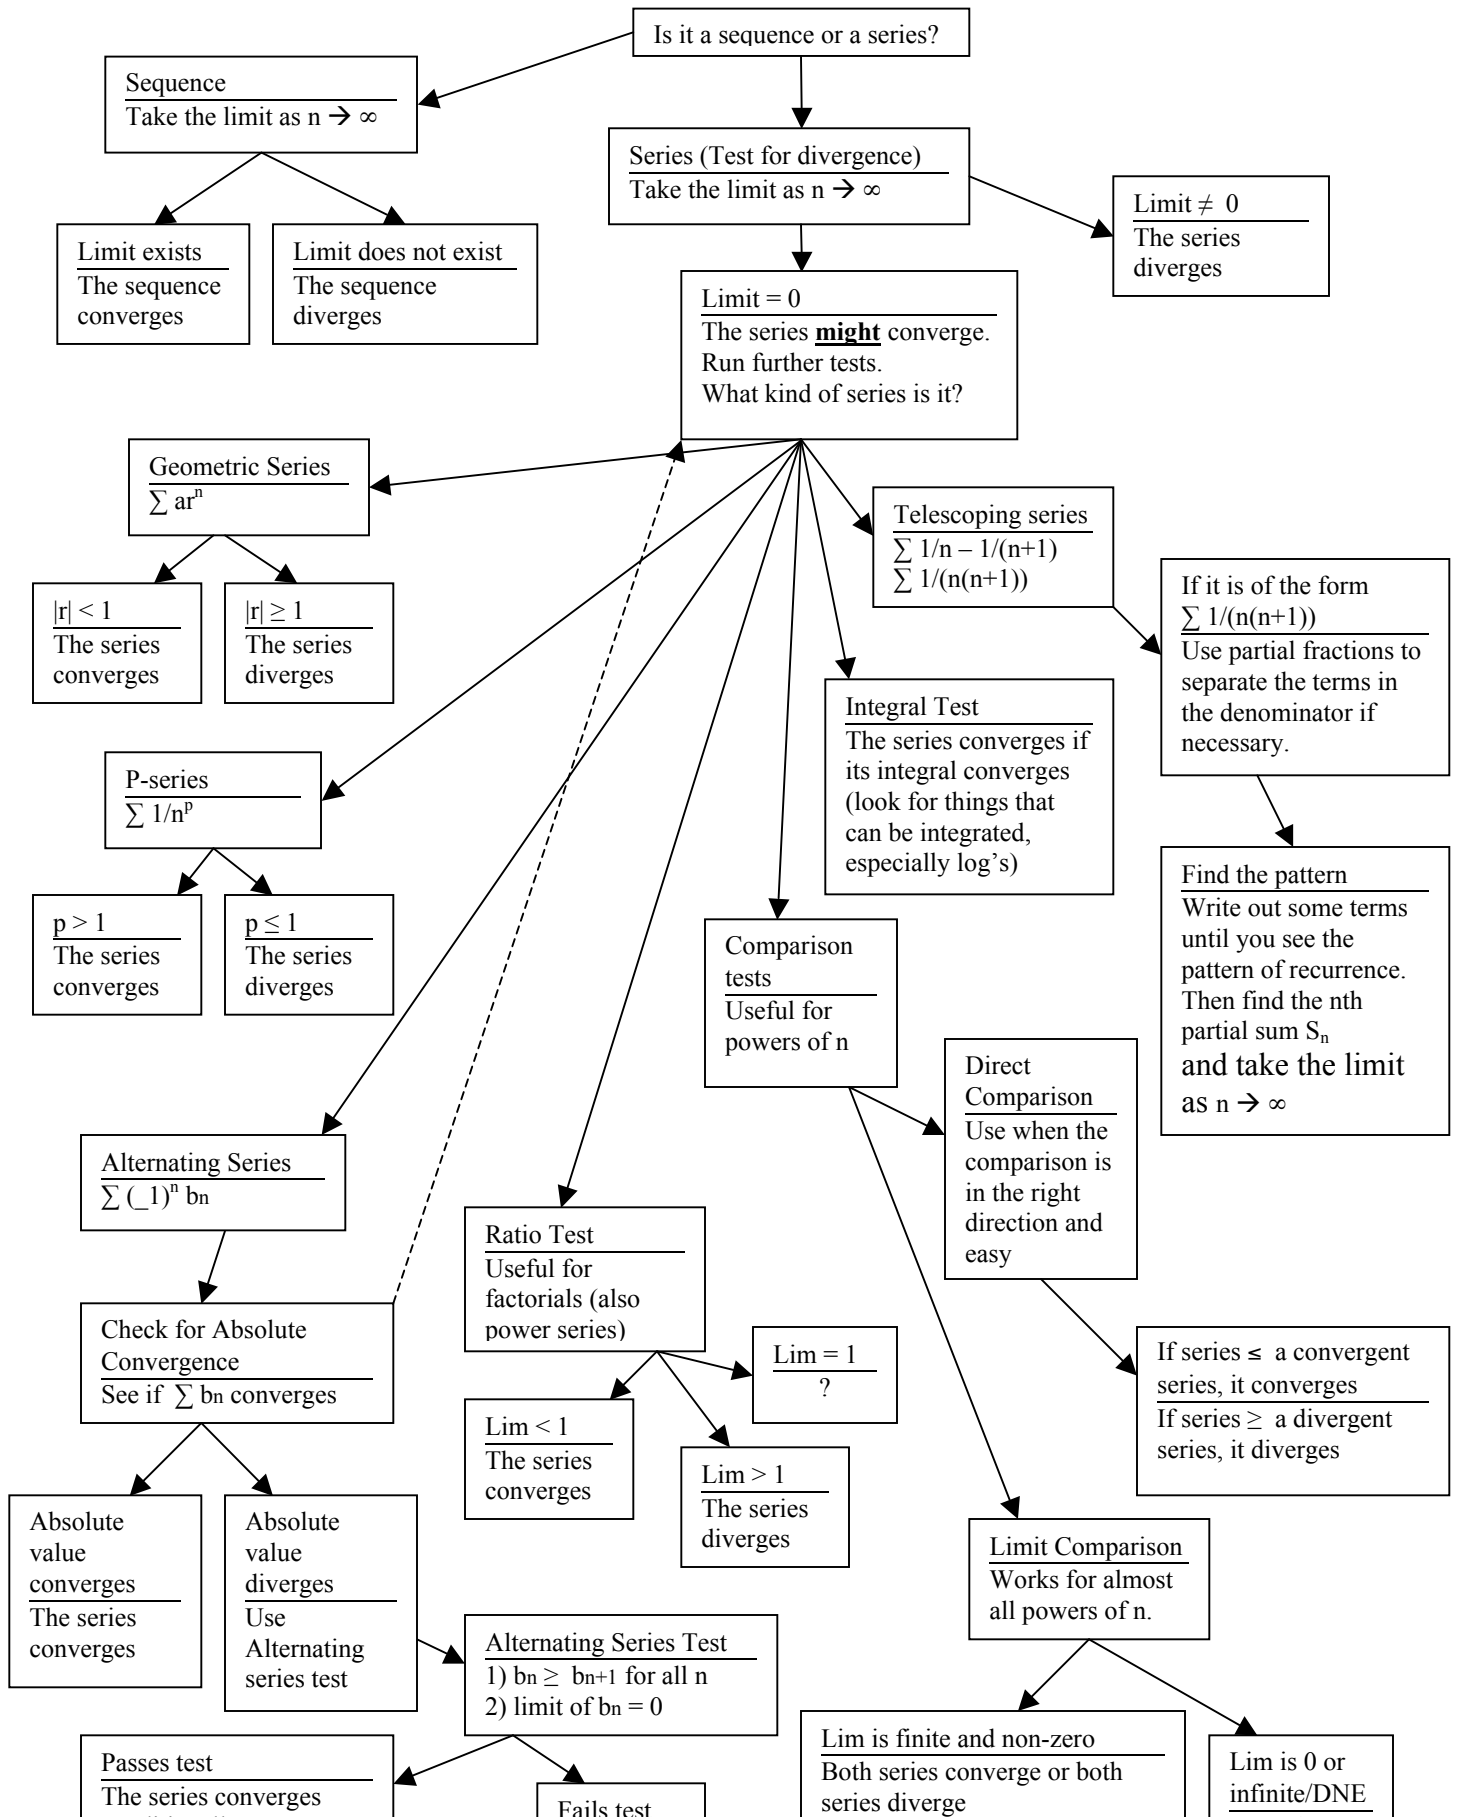 Is it a sequence or a series?
Sequence
Take the limit as n → ∞
Series (Test for divergence)
Take the limit as n → ∞
Limit ≠ 0
The series
diverges
Limit exists
The sequence
converges
Limit does not exist
The sequence
diverges
Limit = 0
The series might converge.
Run further tests.
What kind of series is it?
Geometric Series
∑ arⁿ
|r| < 1
The series
converges
|r| ≥ 1
The series
diverges
Telescoping series
∑ 1/n – 1/(n+1)
∑ 1/(n(n+1))
If it is of the form
∑ 1/(n(n+1))
Use partial fractions to
separate the terms in
the denominator if
necessary.
Integral Test
The series converges if
its integral converges
(look for things that
can be integrated,
especially log’s)
P-series
∑ 1/nᵖ
p > 1
The series
converges
p ≤ 1
The series
diverges
Find the pattern
Write out some terms
until you see the
pattern of recurrence.
Then find the nth
partial sum Sₙ
and take the limit
as n → ∞
Comparison
tests
Useful for
powers of n
Direct
Comparison
Use when the
comparison is
in the right
direction and
easy
Alternating Series
∑ (_1)ⁿ bn
Ratio Test
Useful for
factorials (also
power series)
Check for Absolute
Convergence
See if ∑ bn converges
Lim = 1
?
If series ≤ a convergent
series, it converges
If series ≥ a divergent
series, it diverges
Lim < 1
The series
converges
Lim > 1
The series
diverges
Absolute
value
converges
The series
converges
Absolute
value
diverges
Use
Alternating
series test
Limit Comparison
Works for almost
all powers of n.
Alternating Series Test
1) bn ≥ bn+1 for all n
2) limit of bn = 0
Passes test
The series converges
Fails test
Lim is finite and non-zero
Both series converge or both
series diverge
Lim is 0 or
infinite/DNE